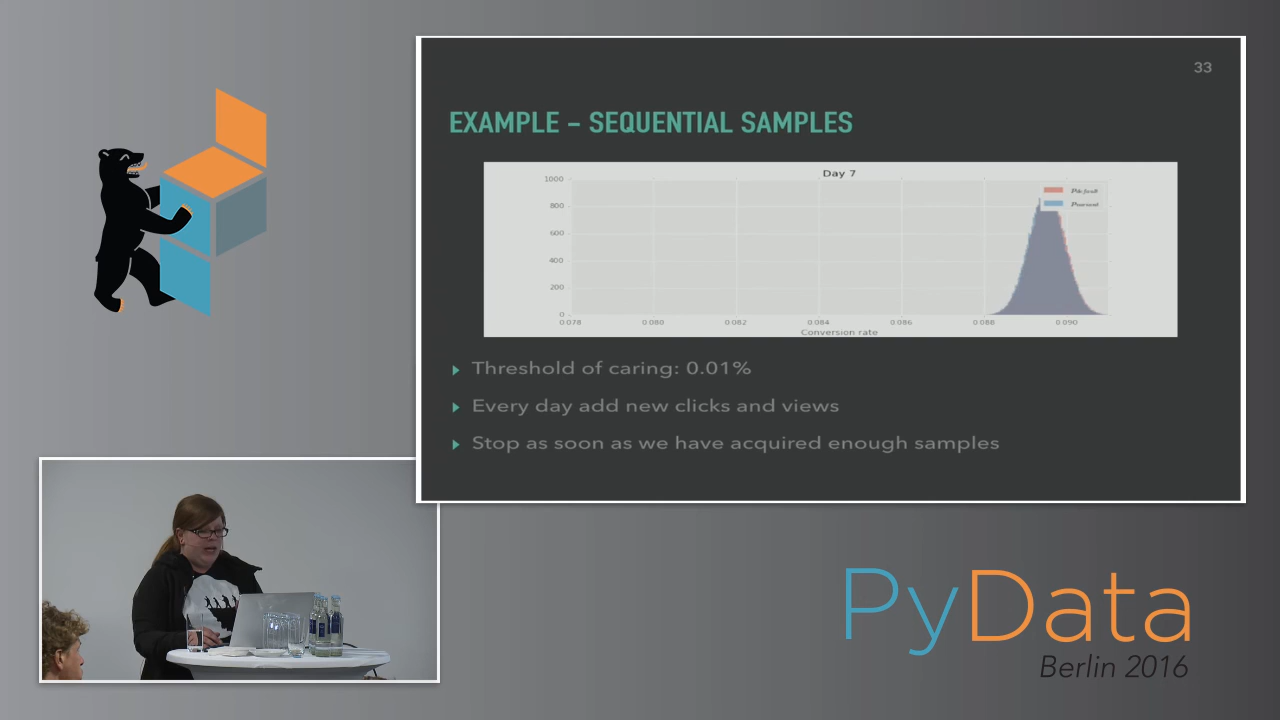 33
EXAMPLE – SEQUENTIAL SAMPLES
Day 7
1000
800
600
400
200
0
0.078 0.080 0.082 0.084 0.086 0.088 0.090
Conversion rate
Threshold of caring: 0.01%
Every day add new clicks and views
Stop as soon as we have acquired enough samples
PyData
Berlin 2016